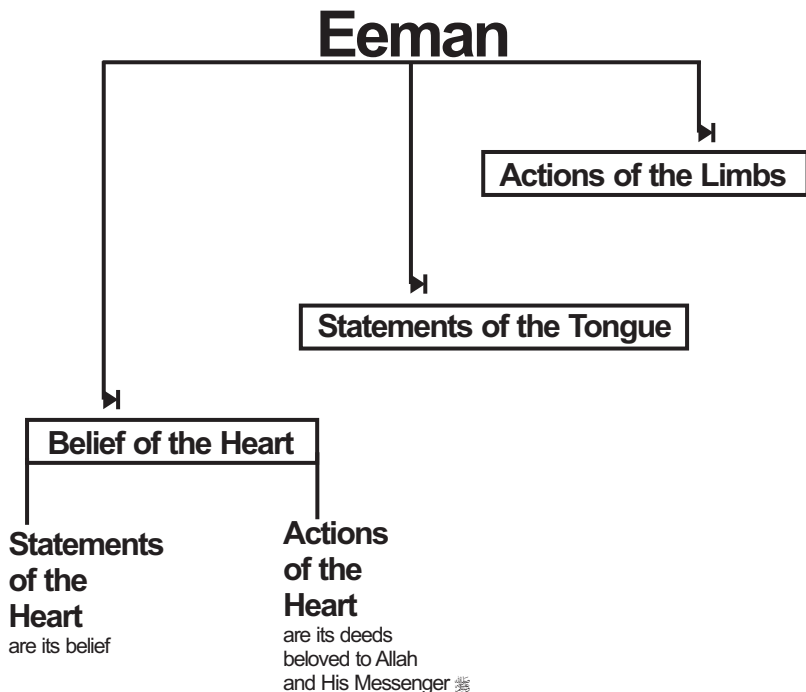 Eeman
Actions of the Limbs
Statements of the Tongue
Belief of the Heart
Statements
of the
Heart
are its belief
Actions
of the
Heart
are its deeds
beloved to Allah
and His Messenger ﷺ